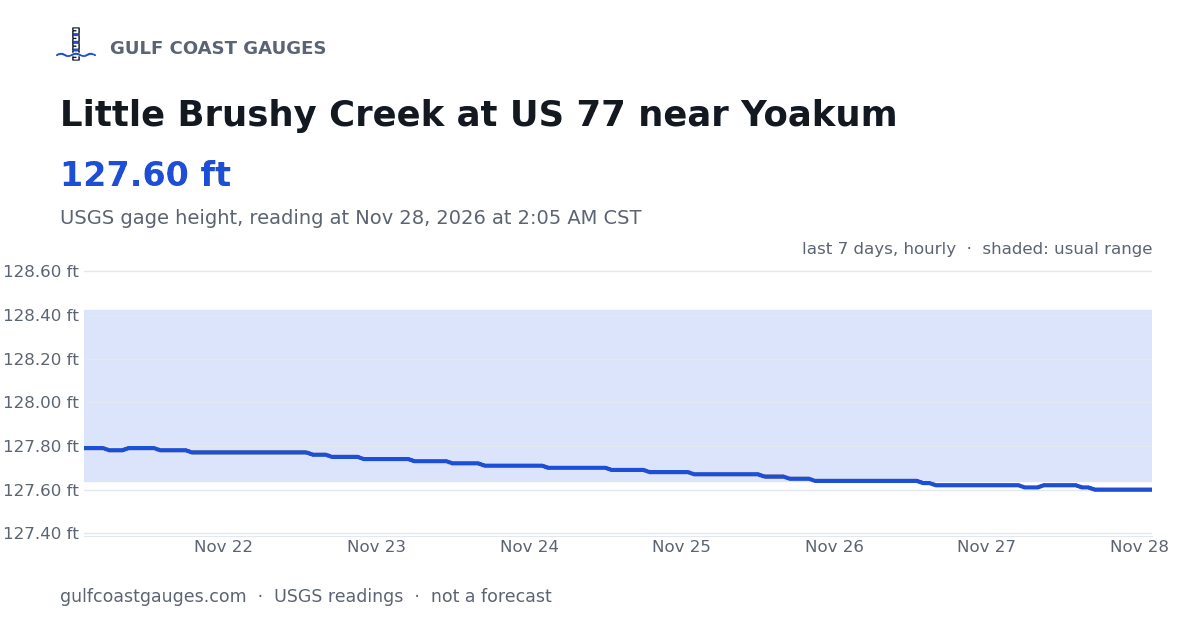 GULF COAST GAUGES
Little Brushy Creek at US 77 near Yoakum
127.60 ft
USGS gage height, reading at Nov 28, 2026 at 2:05 AM CST
last 7 days, hourly · shaded: usual range
128.60 ft
128.40 ft
128.20 ft
128.00 ft
127.80 ft
127.60 ft
127.40 ft
Nov 22 Nov 23 Nov 24 Nov 25 Nov 26 Nov 27 Nov 28
gulfcoastgauges.com · USGS readings · not a forecast